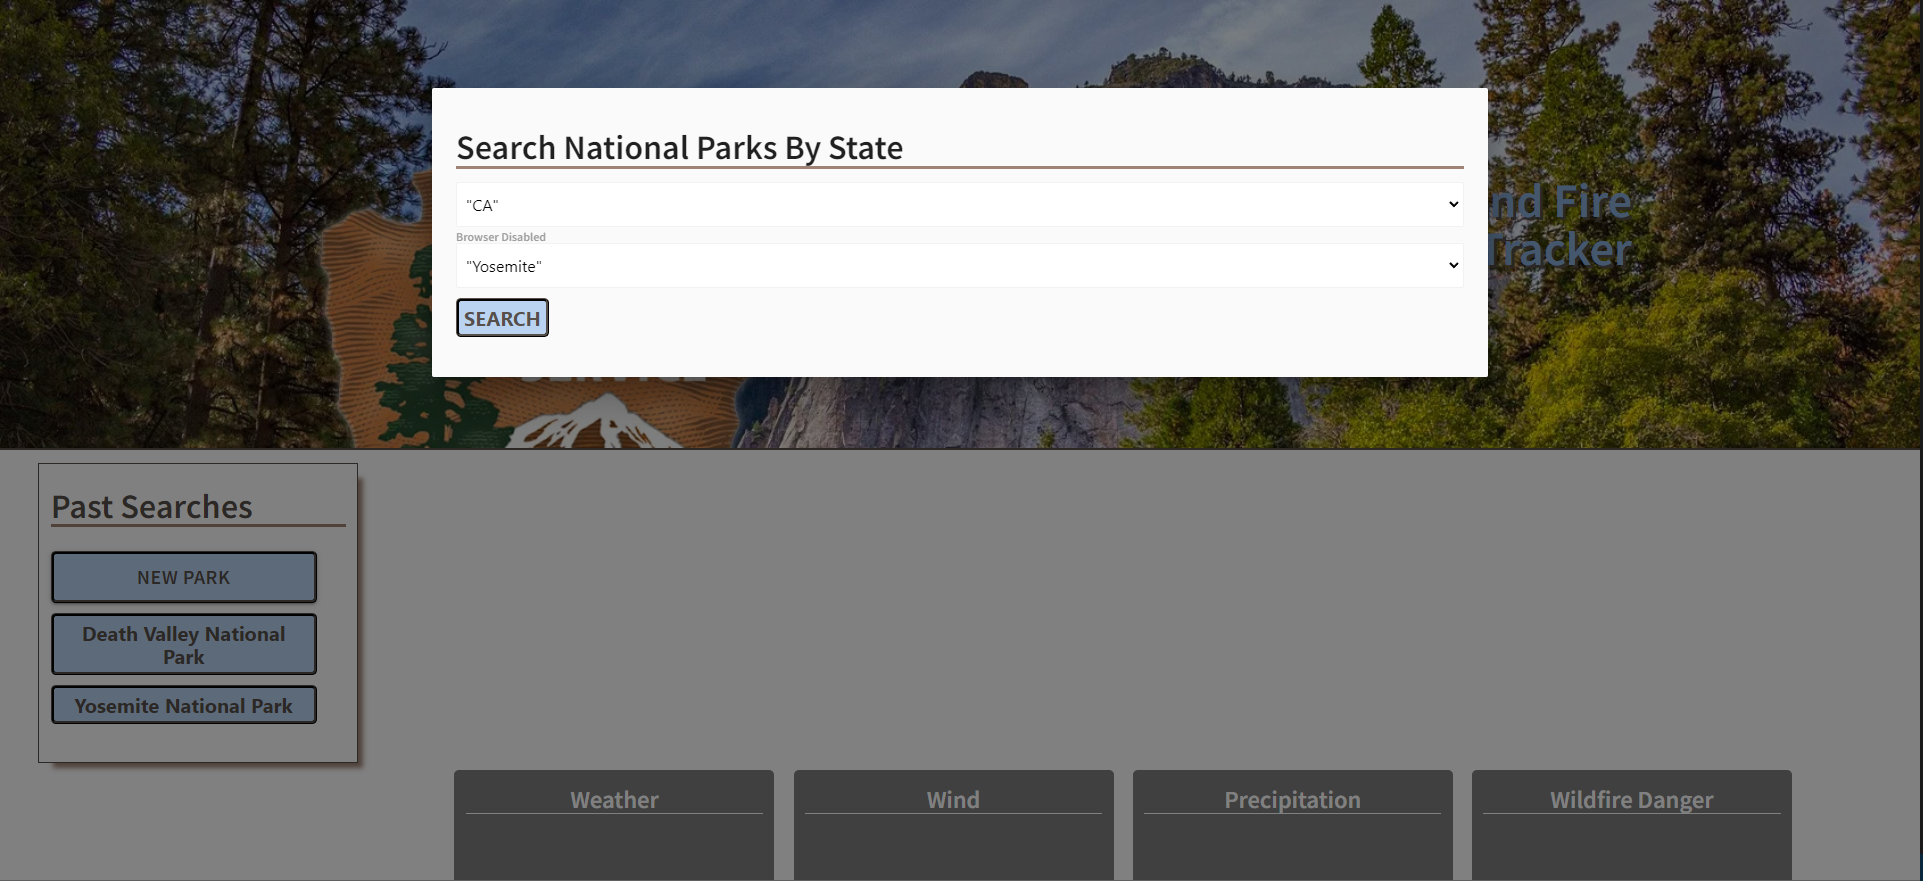 Search National Parks By State
"CA"
Browser Disabled
"Yosemite"
SEARCH
nd Fire
Tracker
SERVICE
Past Searches
NEW PARK
Death Valley National
Park
Yosemite National Park
Weather
Wind
Precipitation
Wildfire Danger